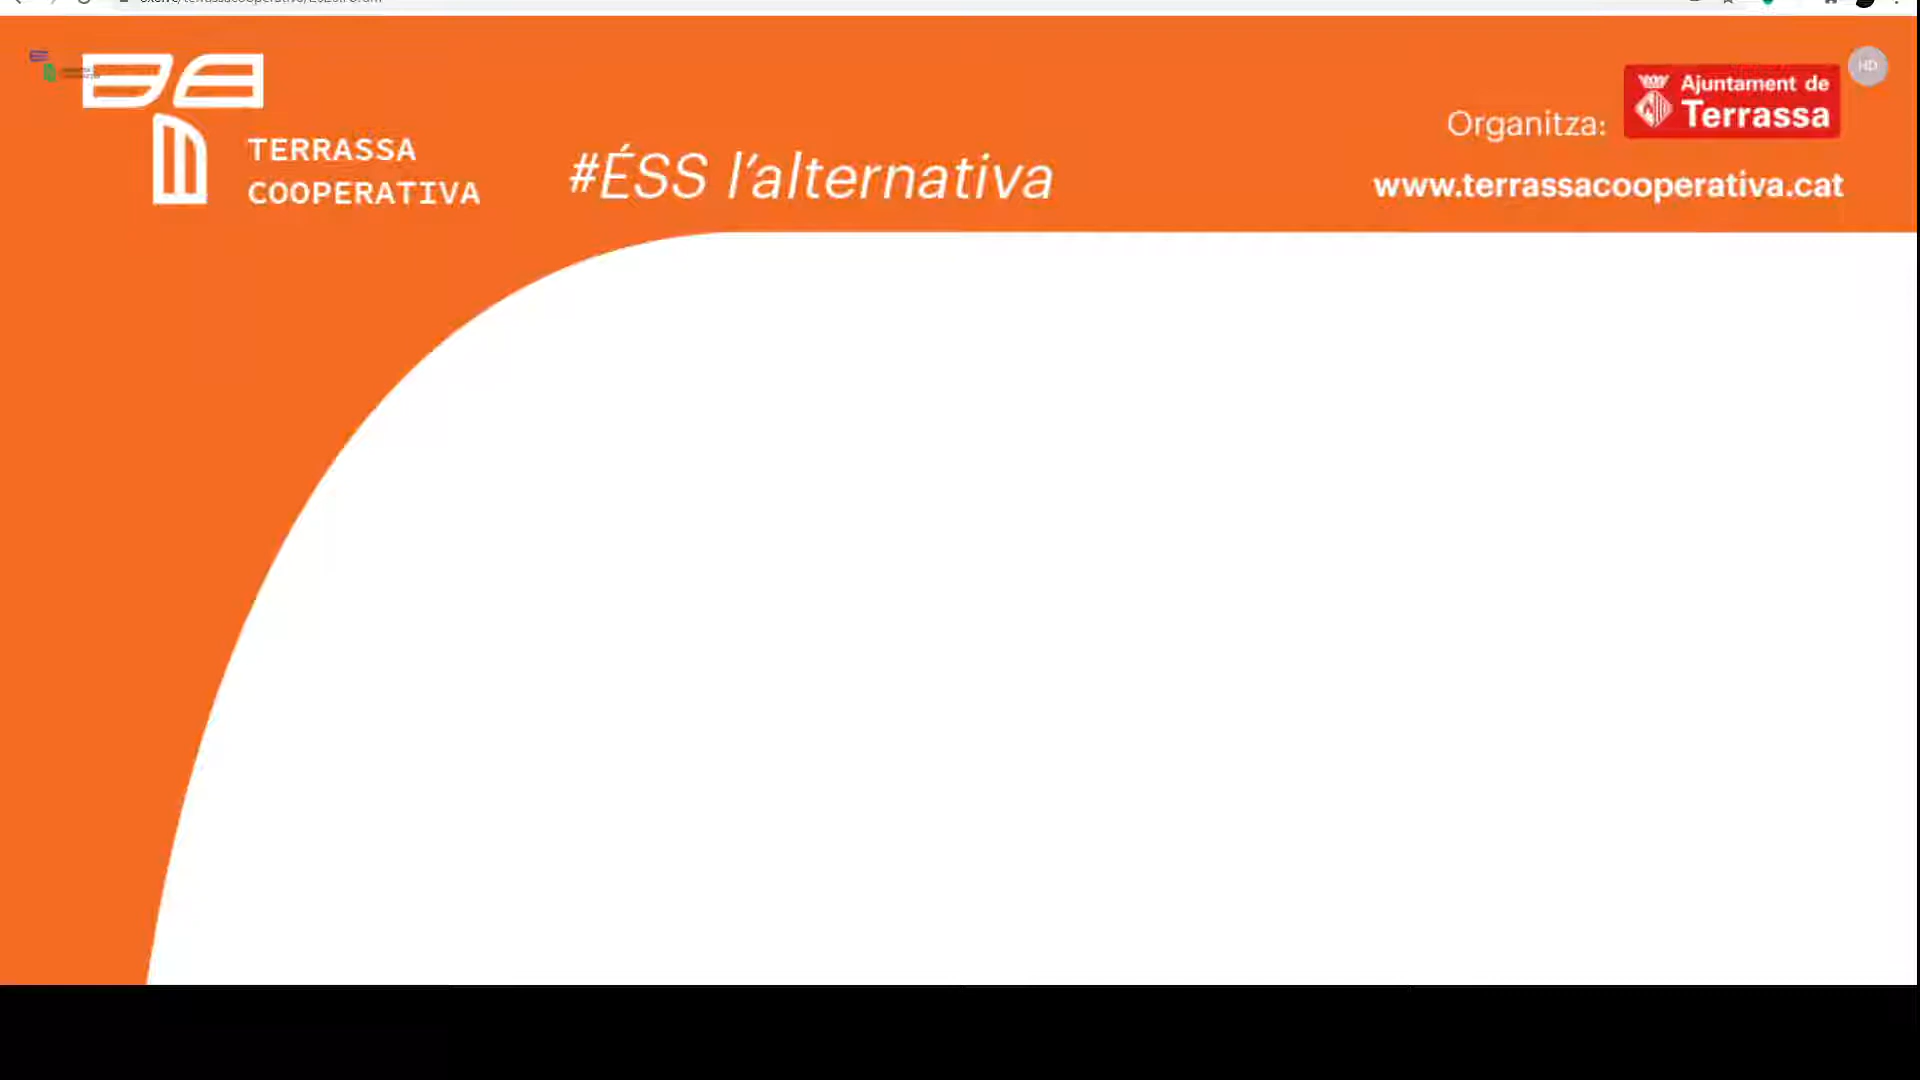 TERRASSA
COOPERATIVA
#ÉSS l’alternativa
Organitza:
Ajuntament de
Terrassa
www.terrassacooperativa.cat
HD